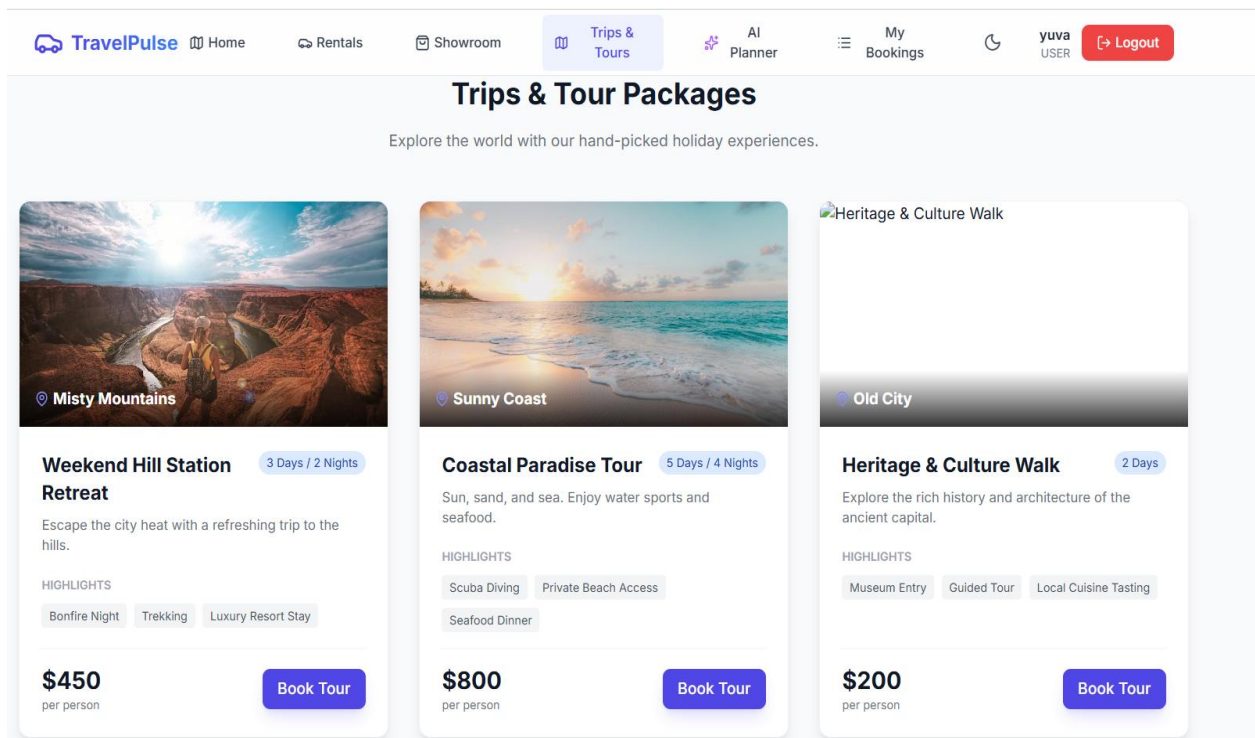 TravelPulse
Home
Rentals
Showroom
Trips &
Tours
AI
Planner
My
Bookings
yuva
USER
Logout
Trips & Tour Packages
Explore the world with our hand-picked holiday experiences.
Misty Mountains
Weekend Hill Station
Retreat
3 Days / 2 Nights
Escape the city heat with a refreshing trip to the
hills.
HIGHLIGHTS
Bonfire Night
Trekking
Luxury Resort Stay
$450
per person
Book Tour
Sunny Coast
Coastal Paradise Tour
5 Days / 4 Nights
Sun, sand, and sea. Enjoy water sports and
seafood.
HIGHLIGHTS
Scuba Diving
Private Beach Access
Seafood Dinner
$800
per person
Book Tour
Heritage & Culture Walk
Old City
Heritage & Culture Walk
2 Days
Explore the rich history and architecture of the
ancient capital.
HIGHLIGHTS
Museum Entry
Guided Tour
Local Cuisine Tasting
$200
per person
Book Tour